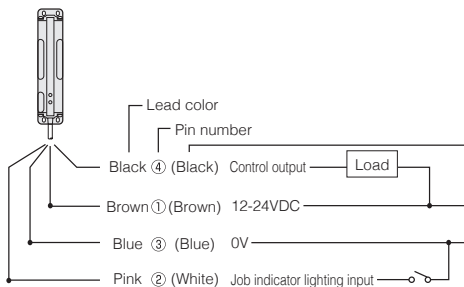 Lead color
Pin number
Black ④ (Black) Control output Load
Brown ① (Brown) 12-24VDC
Blue ③ (Blue) 0V
Pink ② (White) Job indicator lighting input